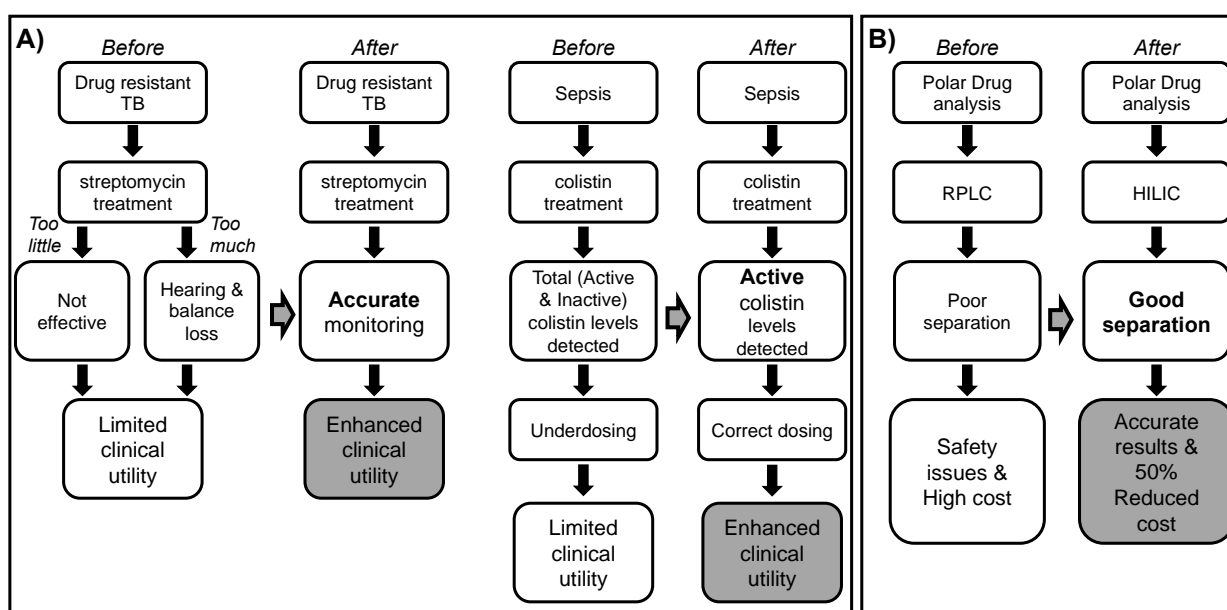 A)
Before
Drug resistant
TB
streptomycin
treatment
Too
little
Too
much
Not
effective
Hearing &
balance
loss
Limited
clinical
utility
After
Drug resistant
TB
streptomycin
treatment
Accurate
monitoring
Enhanced
clinical
utility
Before
Sepsis
colistin
treatment
Total (Active
& Inactive)
colistin levels
detected
Underdosing
Limited
clinical
utility
After
Sepsis
colistin
treatment
Active
colistin
levels
detected
Correct dosing
Enhanced
clinical
utility
B)
Before
Polar Drug
analysis
RPLC
Poor
separation
Safety
issues &
High cost
After
Polar Drug
analysis
HILIC
Good
separation
Accurate
results &
50%
Reduced
cost